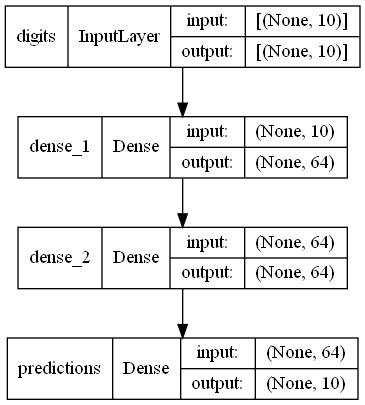 digits InputLayer input: [(None, 10)]
output: [(None, 10)]
dense_1 Dense input: (None, 10)
output: (None, 64)
dense_2 Dense input: (None, 64)
output: (None, 64)
predictions Dense input: (None, 64)
output: (None, 10)